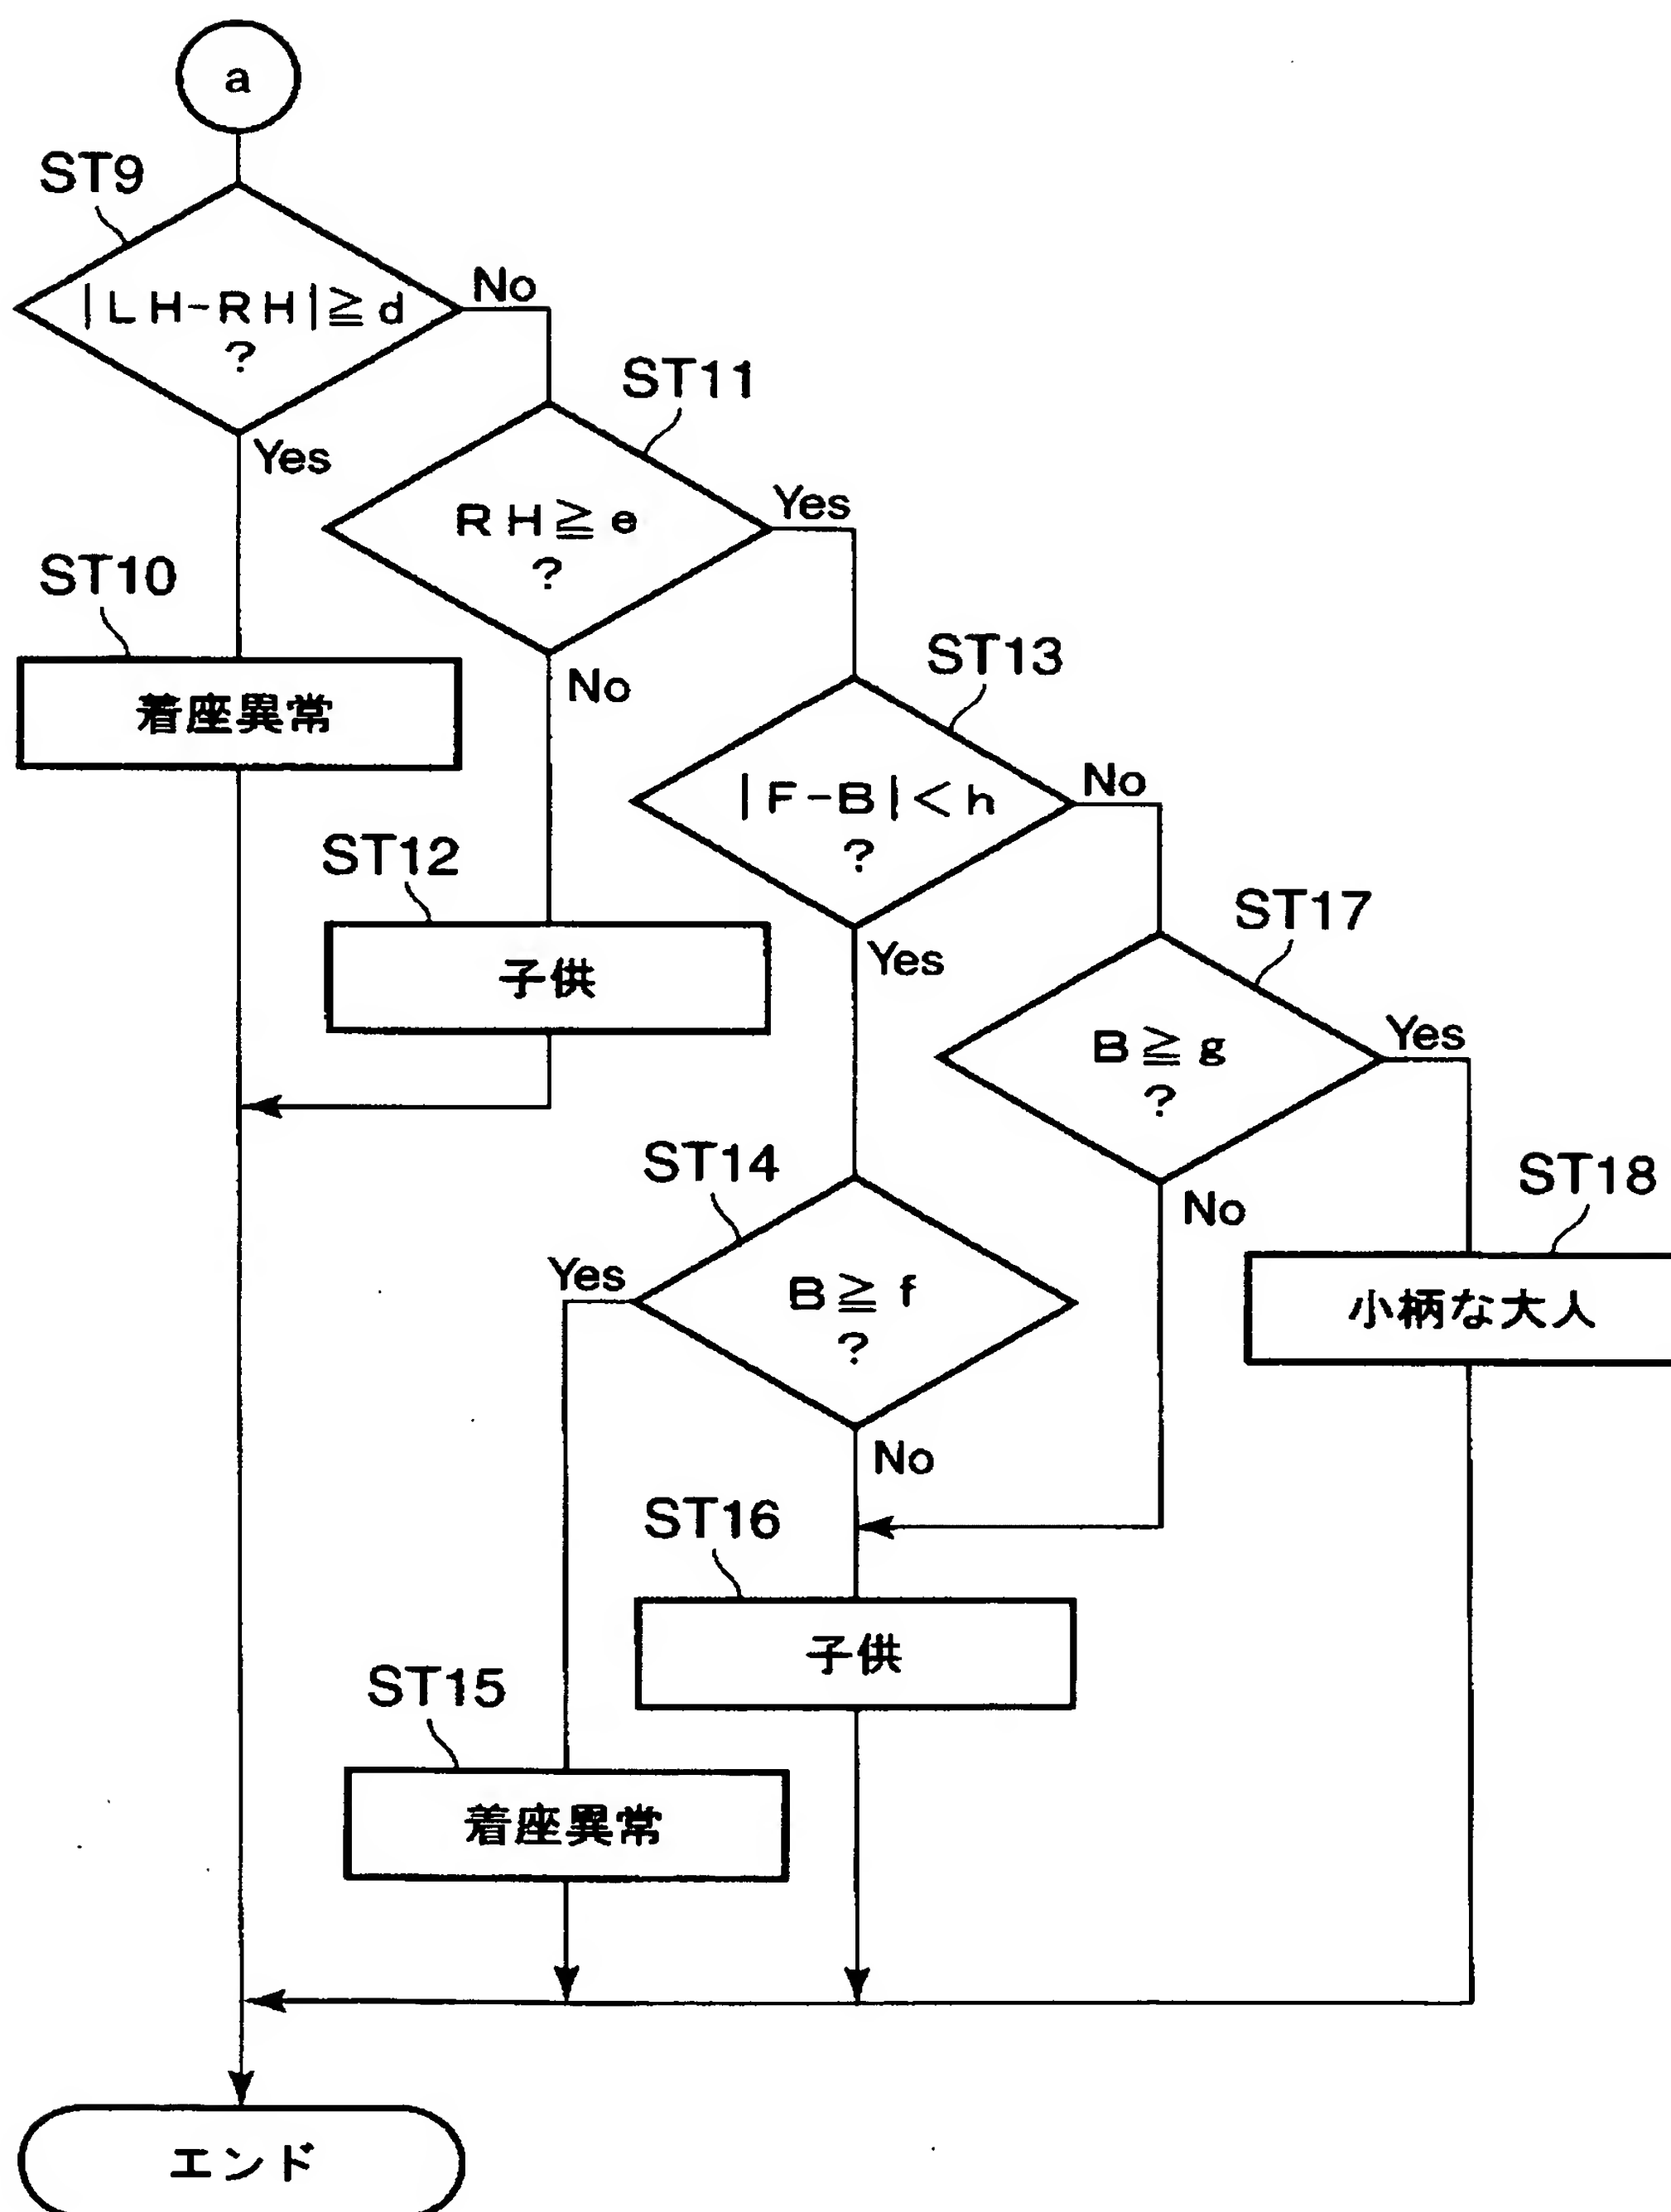 a
ST9
|LH-RH|≧d
?
No
Yes
ST11
RH≧e
?
Yes
No
ST10
着座異常
ST13
|F-B|<h
?
No
Yes
ST12
子供
ST17
B≧g
?
Yes
No
ST14
B≧f
?
Yes
No
ST18
小柄な大人
ST16
子供
ST15
着座異常
エンド